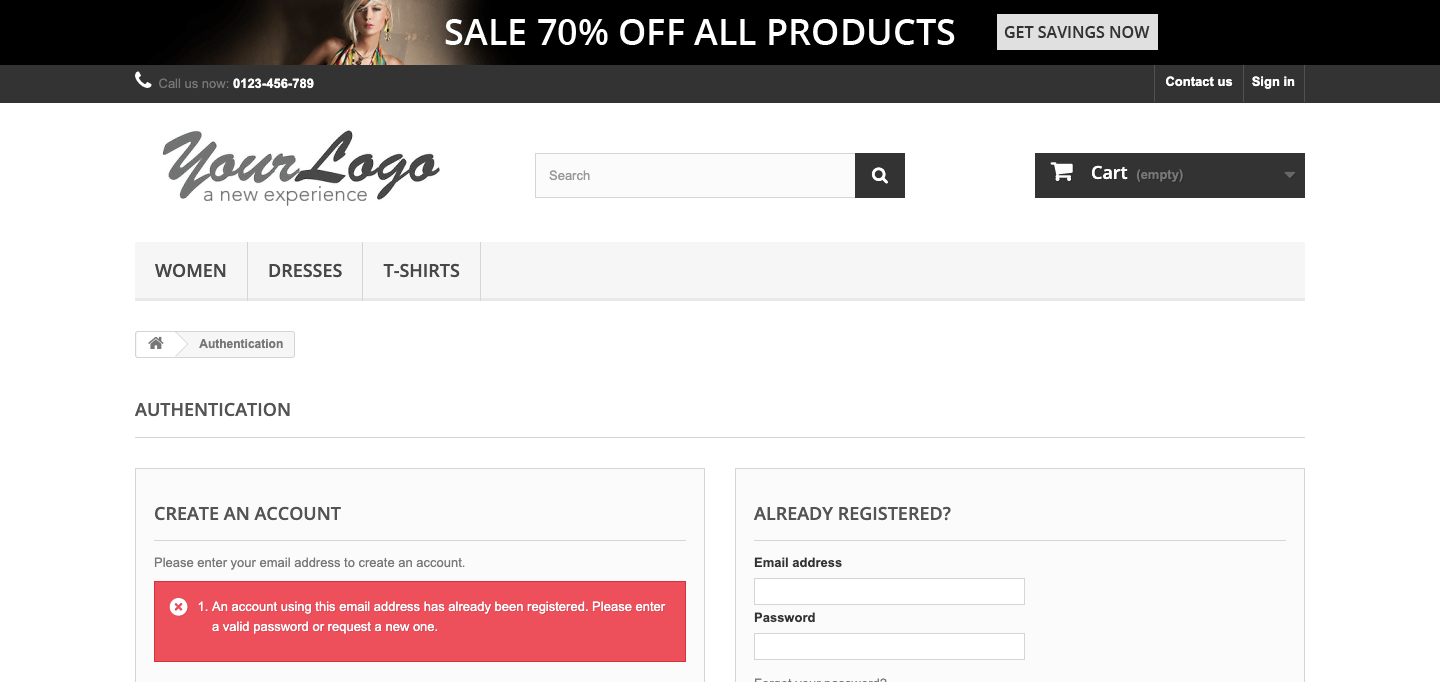 SALE 70% OFF ALL PRODUCTS
GET SAVINGS NOW
Call us now: 0123-456-789
Contact us
Sign in
YourLogo
a new experience
Search
Cart (empty)
WOMEN
DRESSES
T-SHIRTS
Authentication
AUTHENTICATION
CREATE AN ACCOUNT
Please enter your email address to create an account.
1. An account using this email address has already been registered. Please enter
a valid password or request a new one.
ALREADY REGISTERED?
Email address
Password
Forgot your password?